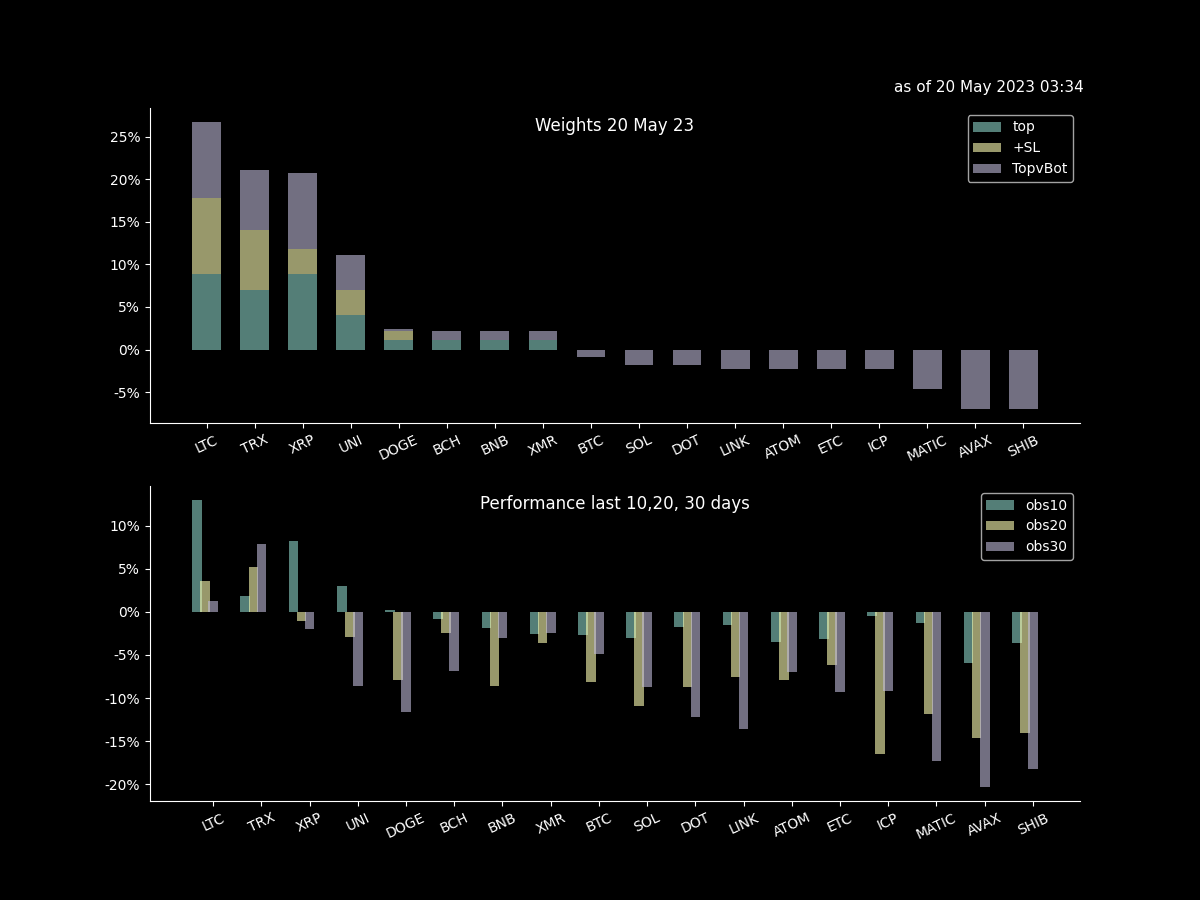 as of 20 May 2023 03:34
Weights 20 May 23
top
+SL
TopvBot
25%
20%
15%
10%
5%
0%
-5%
LTC TRX XRP UNI DOGE BCH BNB XMR BTC SOL DOT LINK ATOM ETC ICP MATIC AVAX SHIB
Performance last 10,20, 30 days
obs10
obs20
obs30
10%
5%
0%
-5%
-10%
-15%
-20%
LTC TRX XRP UNI DOGE BCH BNB XMR BTC SOL DOT LINK ATOM ETC ICP MATIC AVAX SHIB